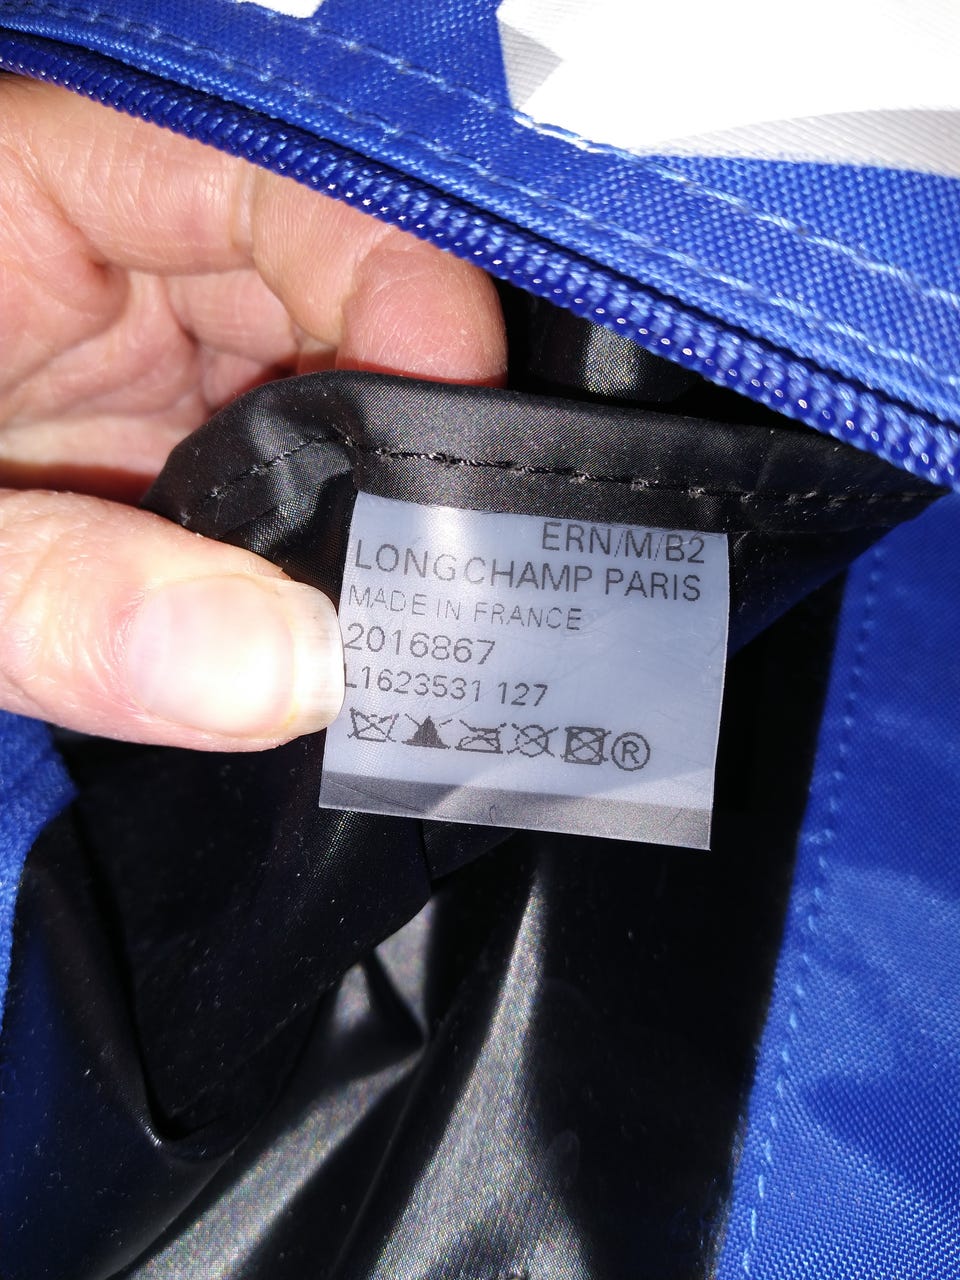 ERN/M/B2
LONGCHAMP PARIS
MADE IN FRANCE
2016867
L1623531 127
®